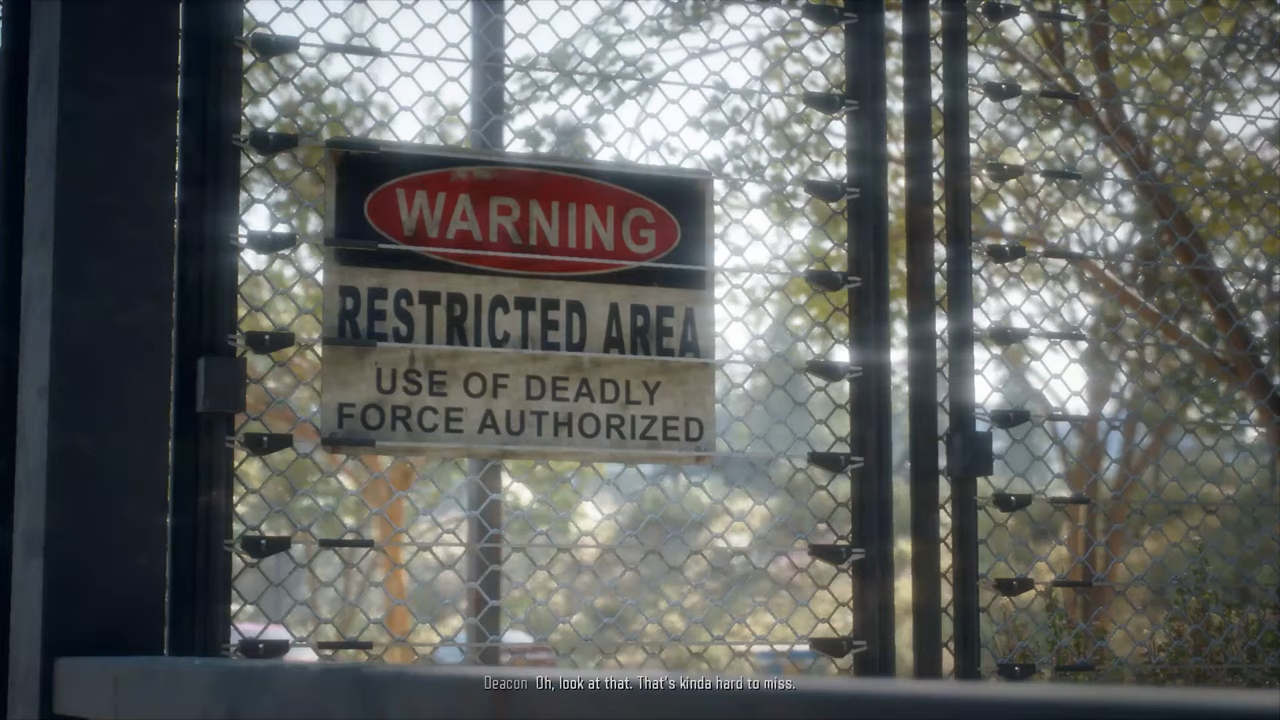 WARNING
RESTRICTED AREA
USE OF DEADLY
FORCE AUTHORIZED
Deacon Oh, look at that. That's kinda hard to miss.